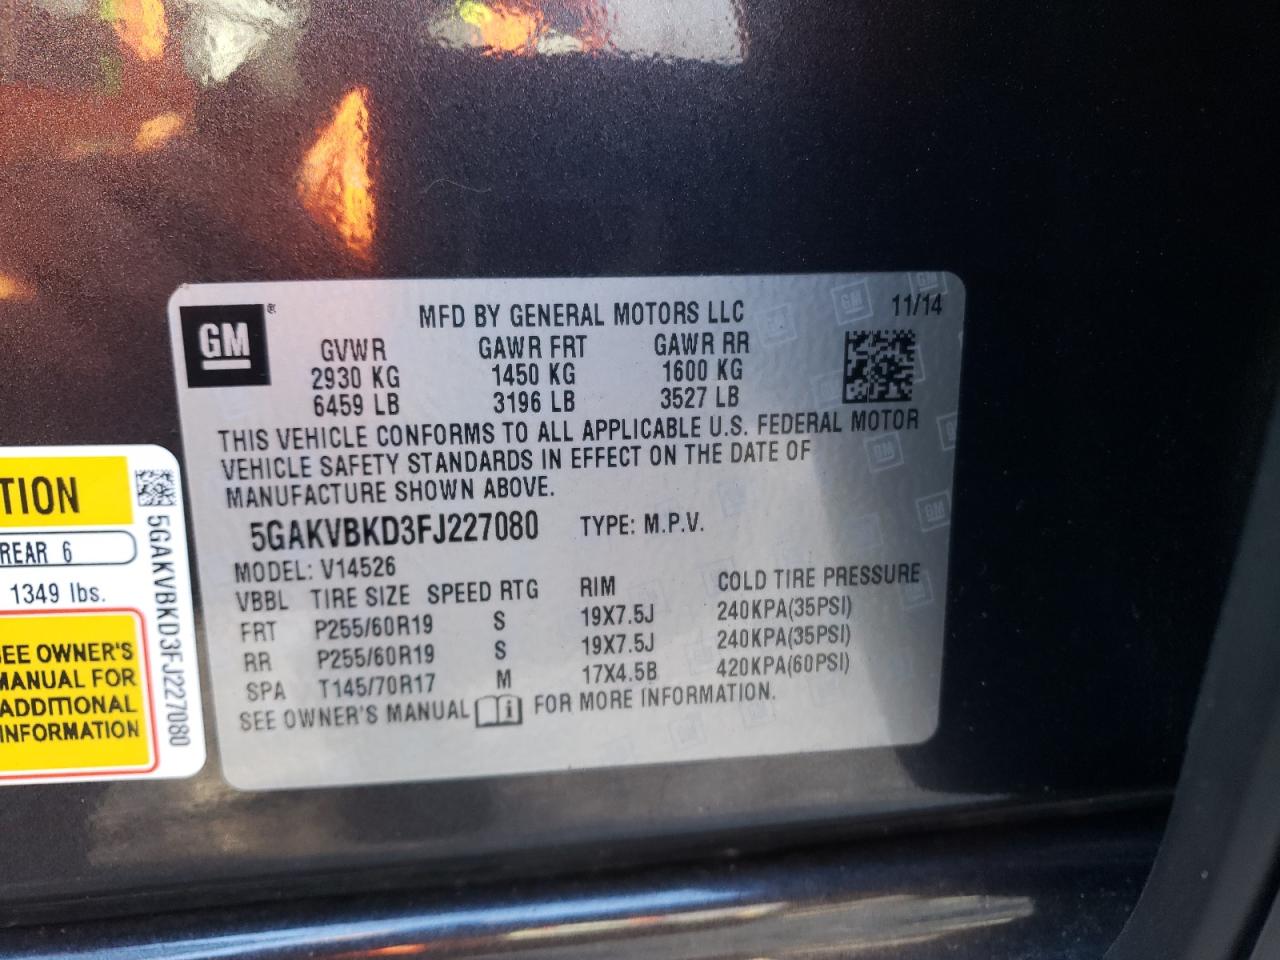 GM ®
MFD BY GENERAL MOTORS LLC 11/14
GVWR GAWR FRT GAWR RR
2930 KG 1450 KG 1600 KG
6459 LB 3196 LB 3527 LB
THIS VEHICLE CONFORMS TO ALL APPLICABLE U.S. FEDERAL MOTOR
VEHICLE SAFETY STANDARDS IN EFFECT ON THE DATE OF
MANUFACTURE SHOWN ABOVE.
5GAKVBKD3FJ227080 TYPE: M.P.V.
MODEL: V14526
VBBL TIRE SIZE SPEED RTG RIM COLD TIRE PRESSURE
FRT P255/60R19 S 19X7.5J 240KPA(35PSI)
RR P255/60R19 S 19X7.5J 240KPA(35PSI)
SPA T145/70R17 M 17X4.5B 420KPA(60PSI)
SEE OWNER'S MANUAL i FOR MORE INFORMATION.
TION
REAR 6
1349 lbs.
SEE OWNER'S
MANUAL FOR
ADDITIONAL
INFORMATION
5GAKVBKD3FJ227080